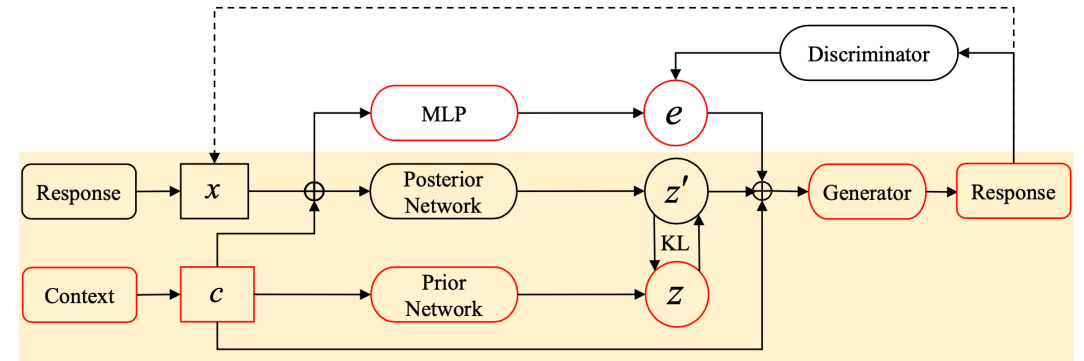 Discriminator
MLP
e
Response
x
Posterior
Network
z′
Generator
Response
KL
Context
c
Prior
Network
z